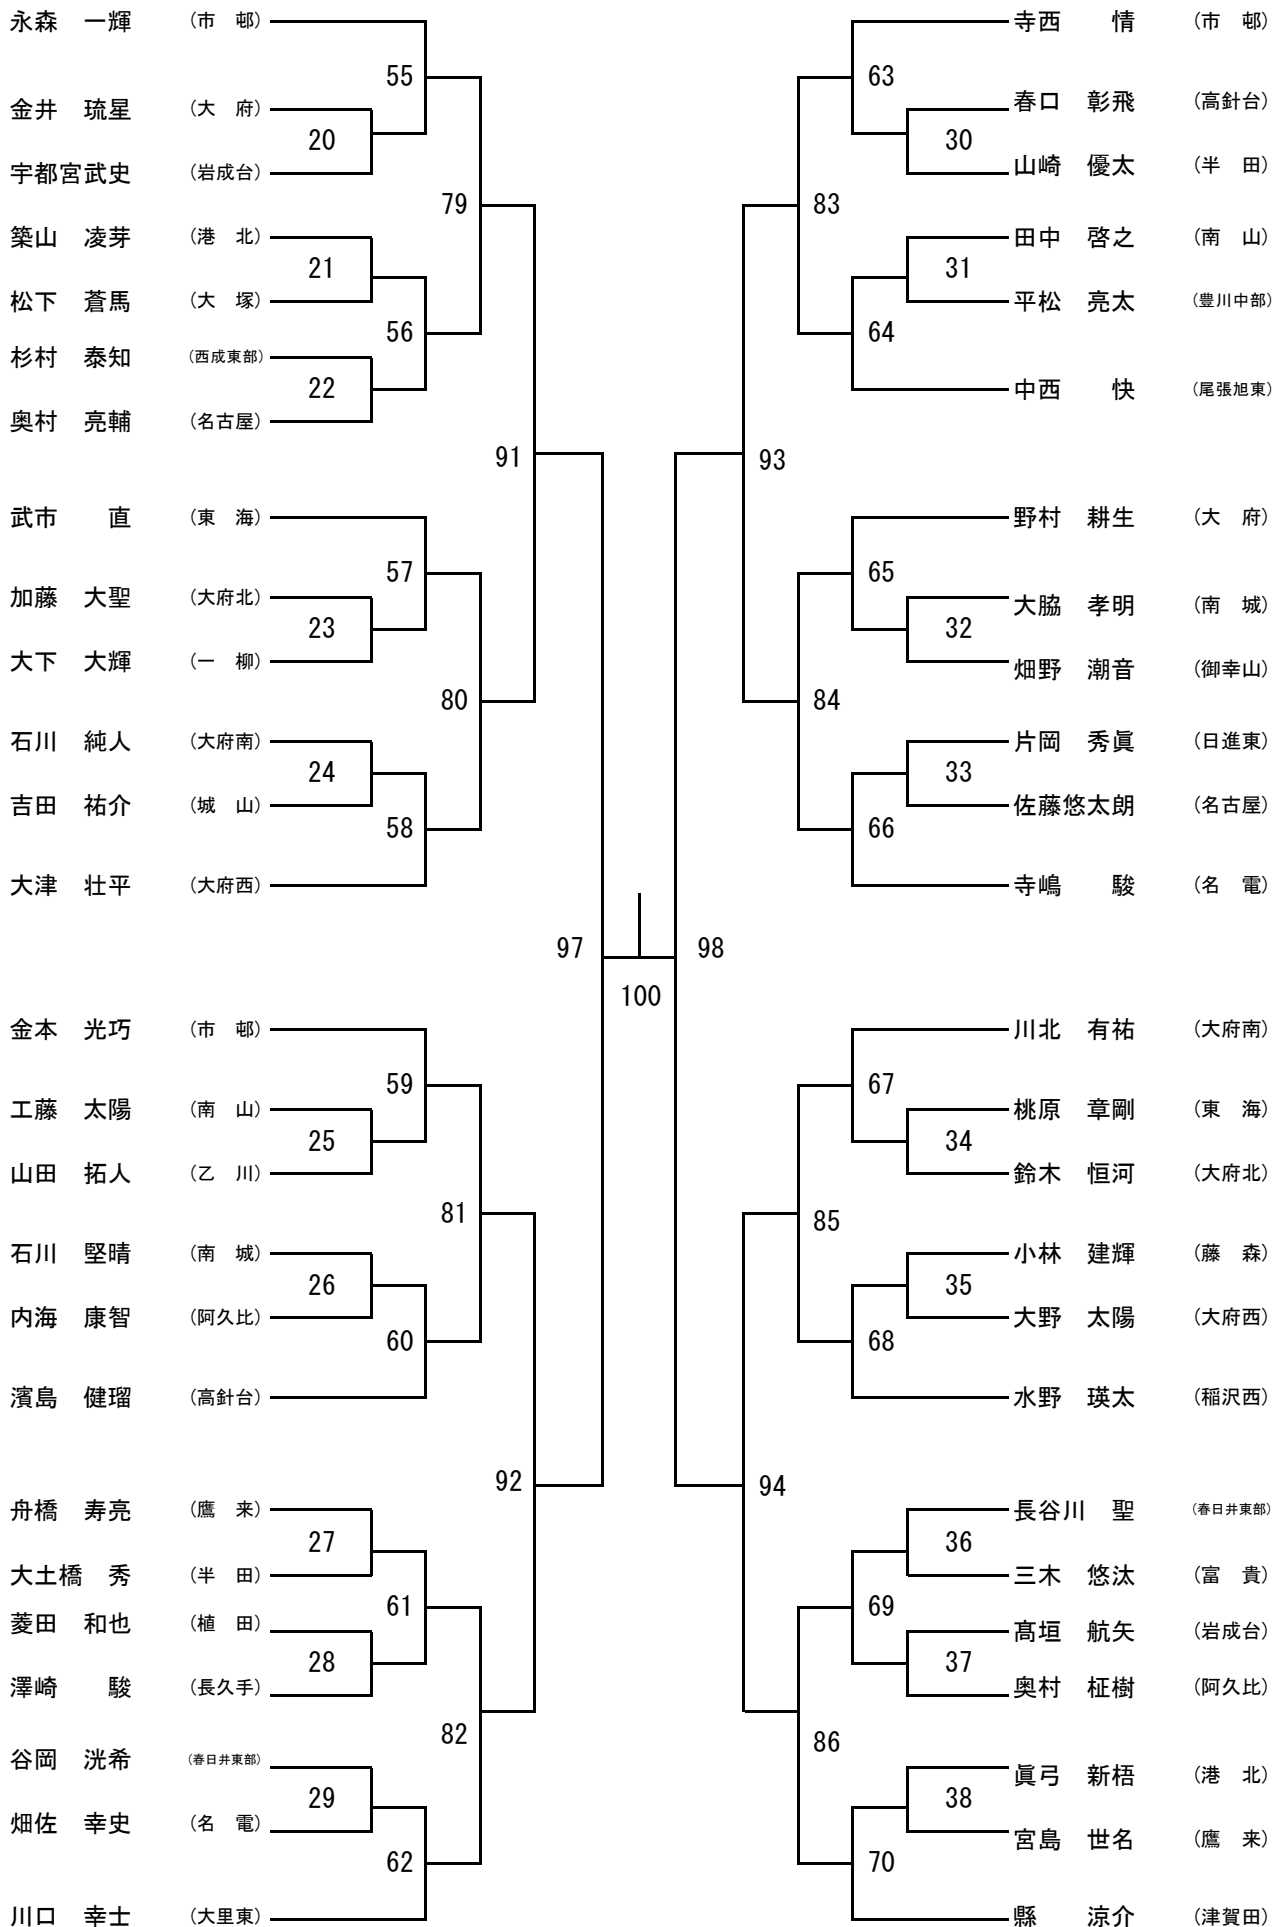 永森　一輝　（市　邨）
55
金井　琉星　（大　府）
20
宇都宮武史　（岩成台）
79
築山　凌芽　（港　北）
21
松下　蒼馬　（大　塚）
56
杉村　泰知　（西成東部）
22
奥村　亮輔　（名古屋）
91
武市　　直　（東　海）
57
加藤　大聖　（大府北）
23
大下　大輝　（一　柳）
80
石川　純人　（大府南）
24
吉田　祐介　（城　山）
58
大津　壮平　（大府西）
97
金本　光巧　（市　邨）
59
工藤　太陽　（南　山）
25
山田　拓人　（乙　川）
81
石川　堅晴　（南　城）
26
内海　康智　（阿久比）
60
濱島　健瑠　（高針台）
92
舟橋　寿亮　（鷹　来）
27
大土橋　秀　（半　田）
61
菱田　和也　（植　田）
28
澤崎　　駿　（長久手）
82
谷岡　洸希　（春日井東部）
29
畑佐　幸史　（名　電）
62
川口　幸士　（大里東）
100
寺西　　情　（市　邨）
63
春口　彰飛　（高針台）
30
山崎　優太　（半　田）
83
田中　啓之　（南　山）
31
平松　亮太　（豊川中部）
64
中西　　快　（尾張旭東）
93
野村　耕生　（大　府）
65
大脇　孝明　（南　城）
32
畑野　潮音　（御幸山）
84
片岡　秀眞　（日進東）
33
佐藤悠太朗　（名古屋）
66
寺嶋　　駿　（名　電）
98
川北　有祐　（大府南）
67
桃原　章剛　（東　海）
34
鈴木　恒河　（大府北）
85
小林　建輝　（藤　森）
35
大野　太陽　（大府西）
68
水野　瑛太　（稲沢西）
94
長谷川　聖　（春日井東部）
36
三木　悠汰　（富　貴）
69
髙垣　航矢　（岩成台）
37
奥村　柾樹　（阿久比）
86
眞弓　新梧　（港　北）
38
宮島　世名　（鷹　来）
70
縣　　涼介　（津賀田）